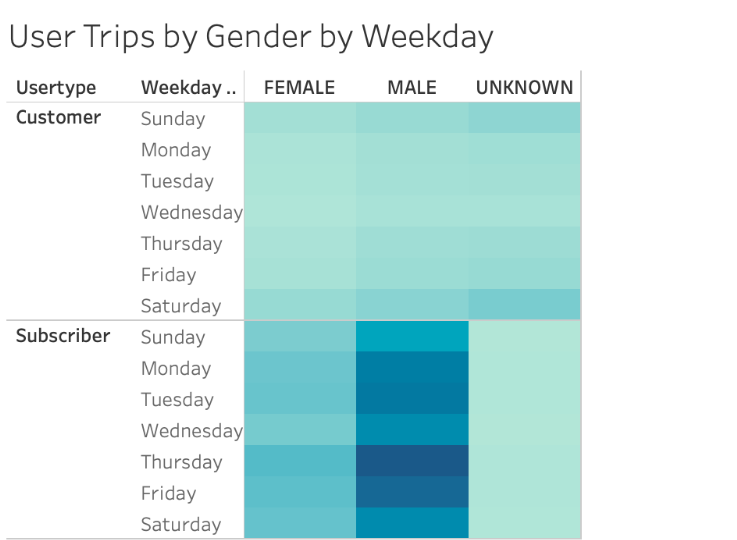 User Trips by Gender by Weekday
Usertype Weekday .. FEMALE MALE UNKNOWN
Customer Sunday
Monday
Tuesday
Wednesday
Thursday
Friday
Saturday
Subscriber Sunday
Monday
Tuesday
Wednesday
Thursday
Friday
Saturday